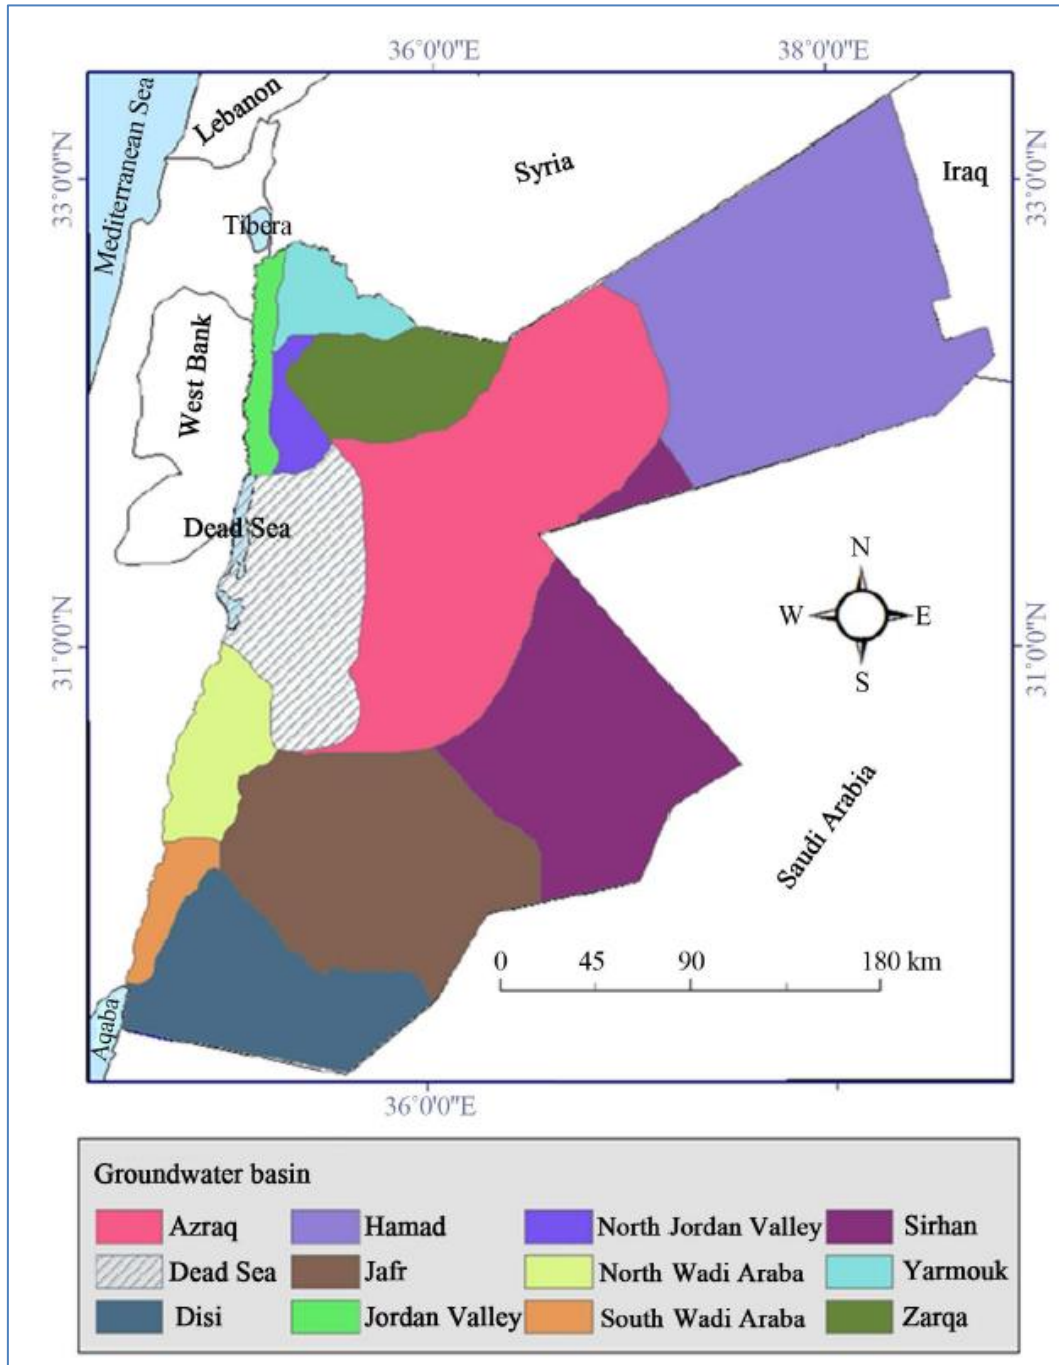 36°0'0"E 38°0'0"E
Mediterranean Sea
Lebanon
Syria
Iraq
33°0'0"N
33°0'0"N
Tibera
West Bank
Dead Sea
N
W E
S
31°0'0"N
31°0'0"N
Saudi Arabia
0 45 90 180 km
Aqaba
36°0'0"E
Groundwater basin
Azraq Hamad North Jordan Valley Sirhan
Dead Sea Jafr North Wadi Araba Yarmouk
Disi Jordan Valley South Wadi Araba Zarqa